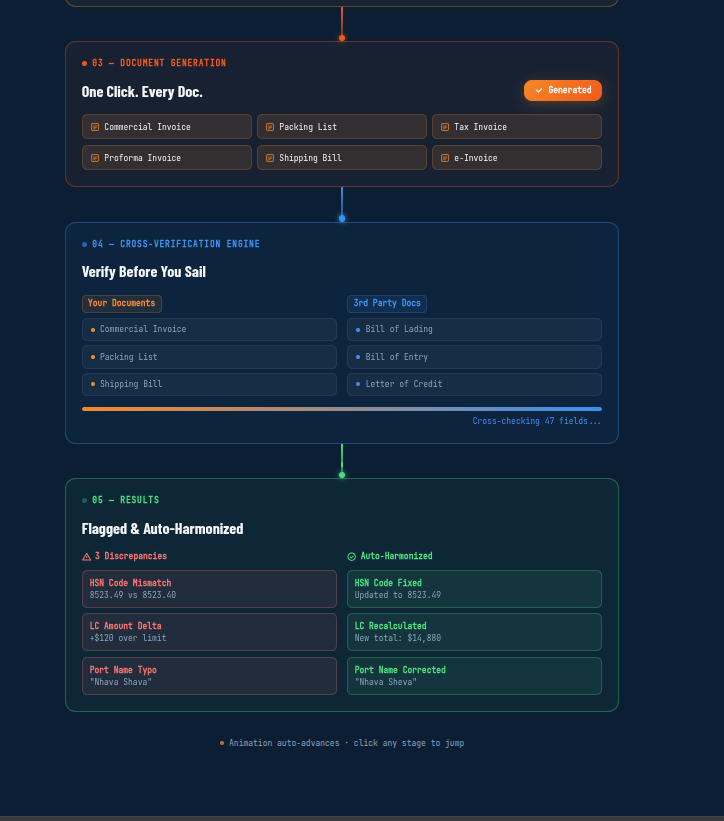 03 — DOCUMENT GENERATION
One Click. Every Doc.
✓ Generated
Commercial Invoice
Packing List
Tax Invoice
Proforma Invoice
Shipping Bill
e-Invoice
04 — CROSS-VERIFICATION ENGINE
Verify Before You Sail
Your Documents
Commercial Invoice
Packing List
Shipping Bill
3rd Party Docs
Bill of Lading
Bill of Entry
Letter of Credit
Cross-checking 47 fields...
05 — RESULTS
Flagged & Auto-Harmonized
3 Discrepancies
HSN Code Mismatch
8523.49 vs 8523.40
LC Amount Delta
+$120 over limit
Port Name Typo
"Nhava Shava"
Auto-Harmonized
HSN Code Fixed
Updated to 8523.49
LC Recalculated
New total: $14,880
Port Name Corrected
"Nhava Sheva"
Animation auto-advances · click any stage to jump